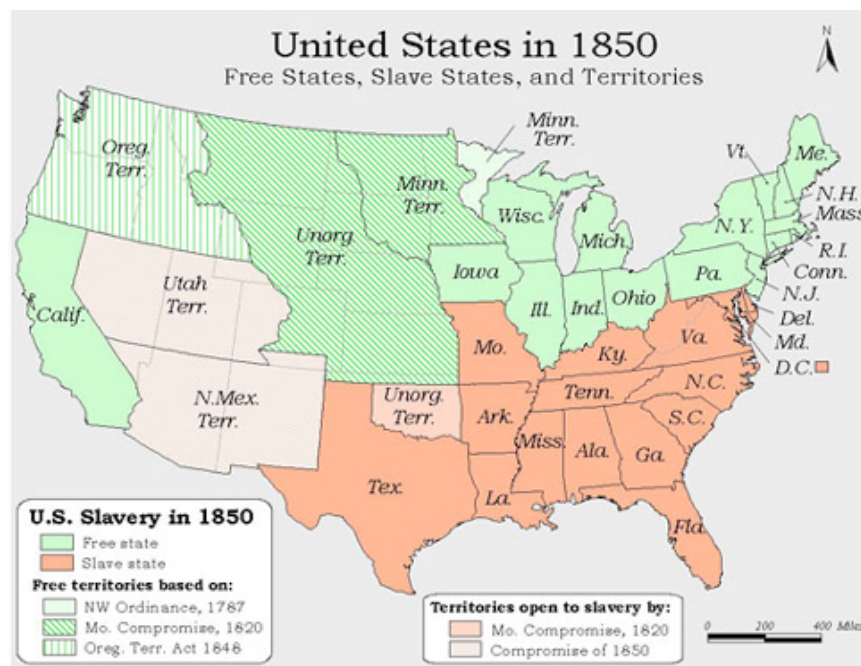 United States in 1850
Free States, Slave States, and Territories
N
Oreg.
Terr.
Minn.
Terr.
Minn.
Terr.
Unorg
Terr.
Wisc.
Mich.
Iowa
Vt.
Me.
N.H.
Mass
N.Y.
R.I.
Conn.
Pa.
N.J.
Del.
Md.
D.C.
Utah
Terr.
Calif.
Ill.
Ind.
Ohio
Mo.
Ky.
Va.
N.Mex.
Terr.
Unorg.
Terr.
Tenn.
N.C.
Ark.
S.C.
Miss.
Ala.
Ga.
Tex.
La.
Fla
U.S. Slavery in 1850
Free state
Slave state
Free territories based on:
NW Ordinance, 1787
Mo. Compromise, 1820
Oreg. Terr. Act 1848
Territories open to slavery by:
Mo. Compromise, 1820
Compromise of 1850
0 200 400 Miles